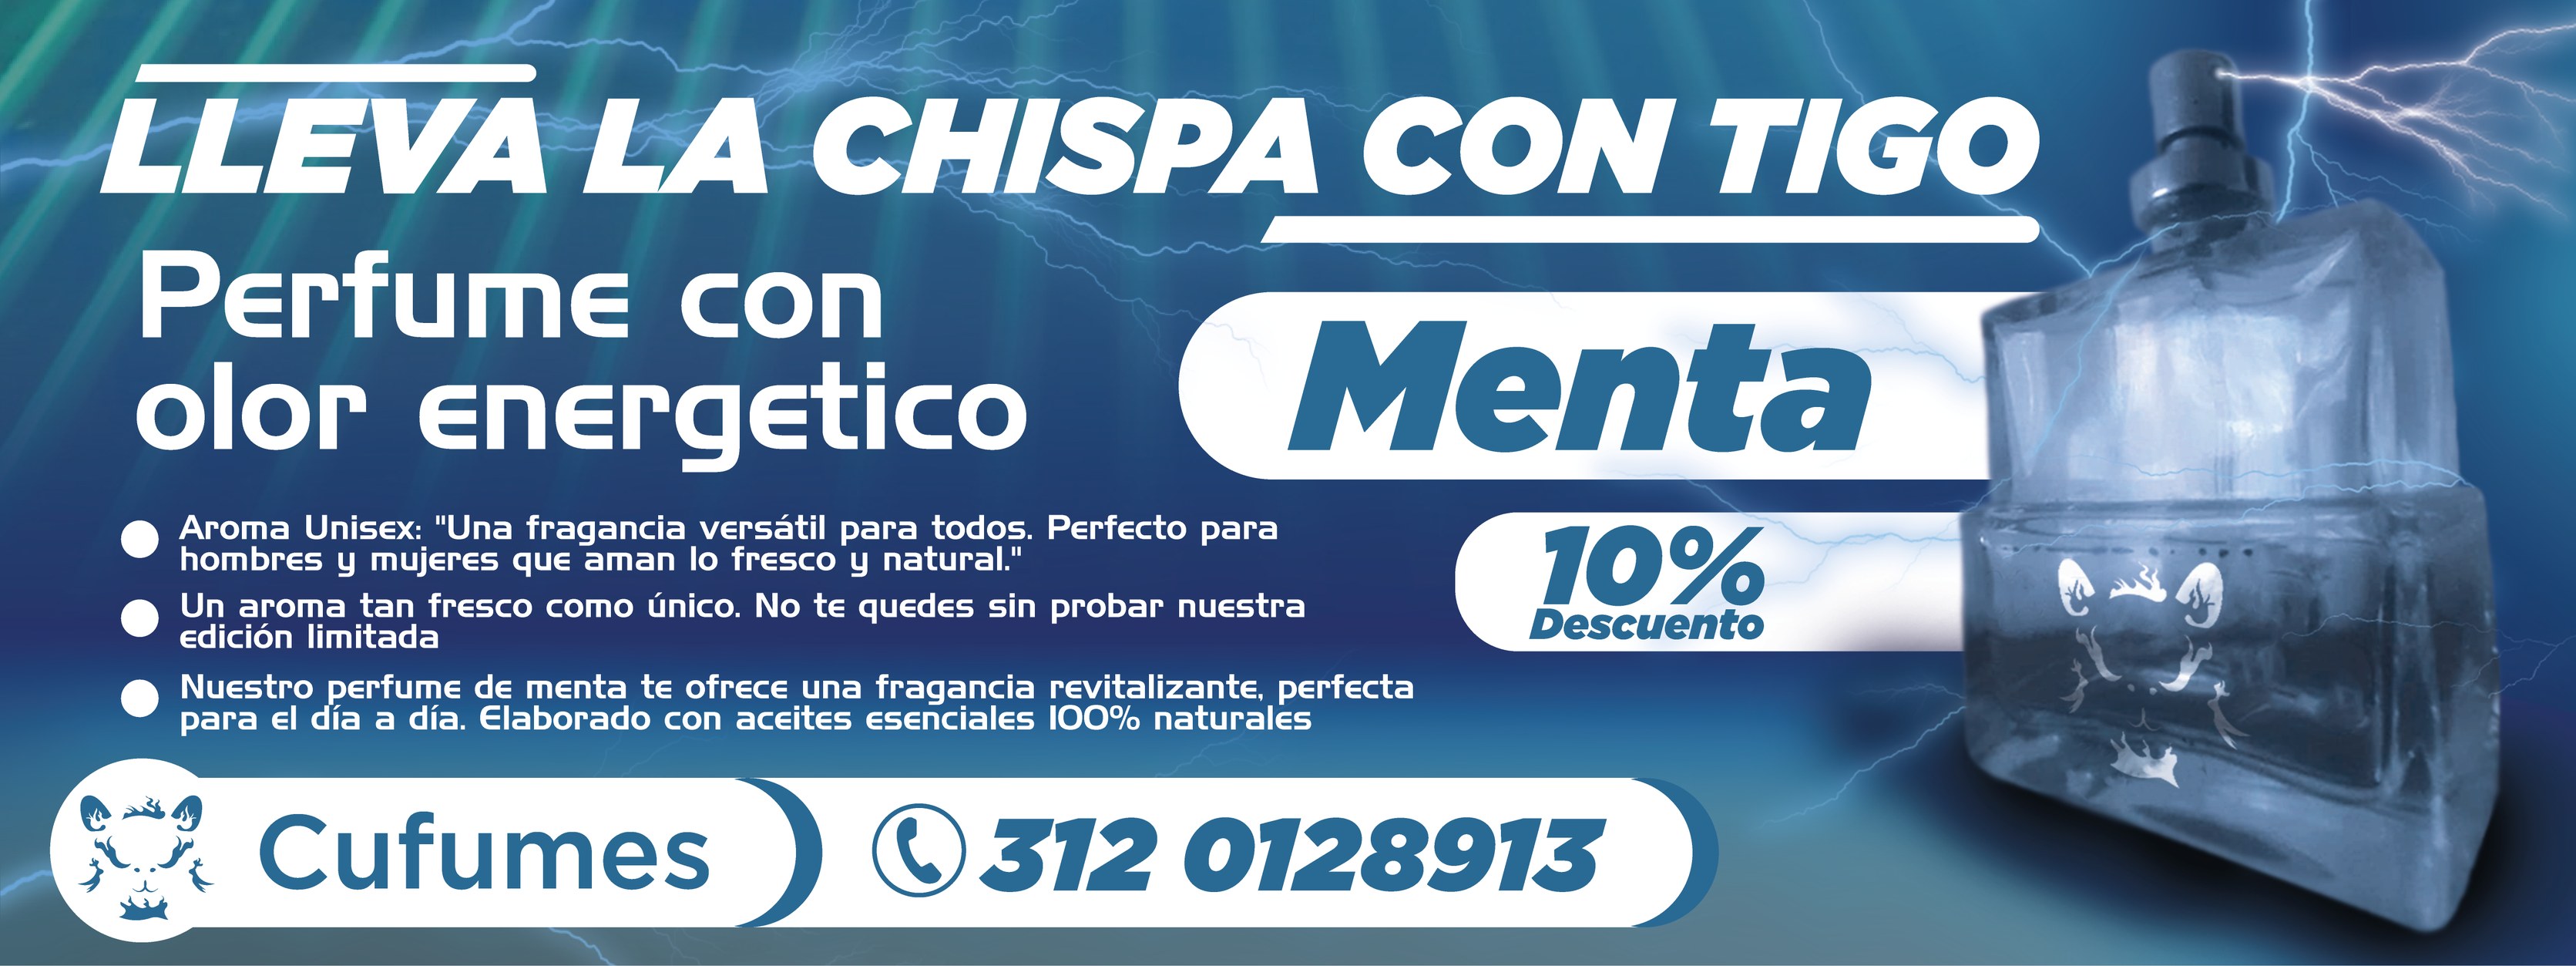 LLEVA LA CHISPA CON TIGO
Perfume con
olor energetico
Menta
Aroma Unisex: "Una fragancia versátil para todos. Perfecto para
hombres y mujeres que aman lo fresco y natural."
10%
Descuento
Un aroma tan fresco como único. No te quedes sin probar nuestra
edición limitada
Nuestro perfume de menta te ofrece una fragancia revitalizante, perfecta
para el día a día. Elaborado con aceites esenciales 100% naturales
Cufumes
312 0128913